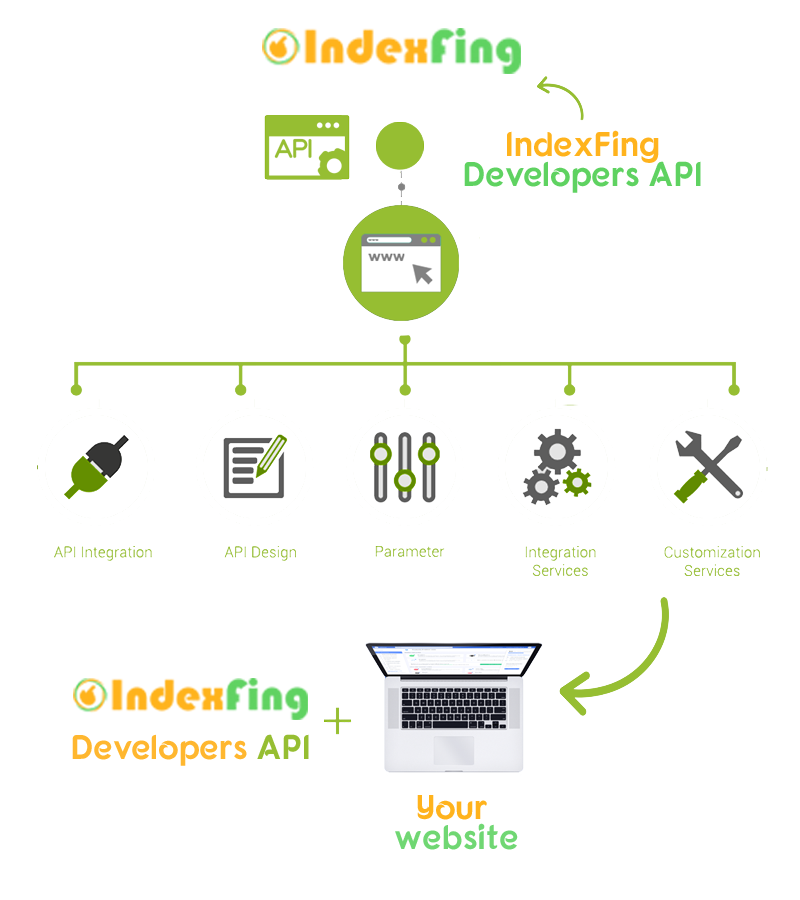 IndexFing
API
IndexFing
Developers API
www
www
API Integration
API Design
Parameter
Integration
Services
Customization
Services
IndexFing
Developers API
+
Your
website